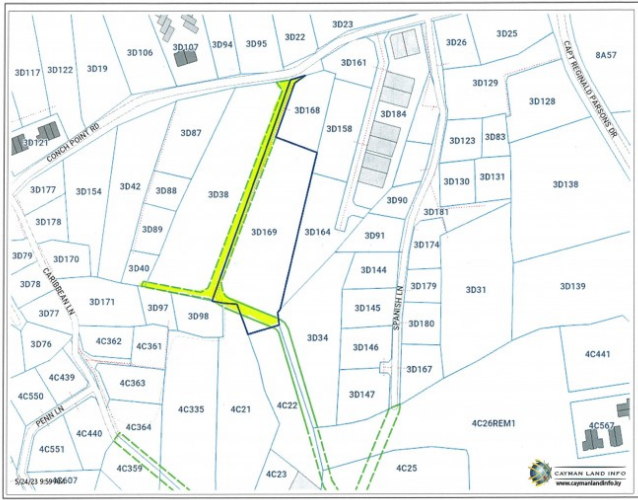 3D23
3D22
3D95
3D94
3D107
3D106
3D19
3D122
3D117
3D161
3D26
3D25
8A57
CAPT REGINALD PARSONS DR
3D129
3D128
3D168
3D184
3D158
3D123
3D83
3D121
CONCH POINT RD
3D87
3D130
3D131
3D138
3D177
3D154
3D42
3D88
3D38
3D90
3D178
3D181
3D89
3D169
3D164
3D91
3D174
3D79
3D170
3D40
3D144
3D78
CARIBBEAN LN
3D171
3D179
3D31
3D139
3D77
3D97
3D98
3D145
SPANISH LN
3D180
3D76
4C362
4C361
3D34
3D146
3D167
4C441
4C439
4C363
4C550
3D147
PENN LN
4C440
4C364
4C335
4C21
4C22
4C26REM1
4C567
4C551
4C359
4C23
4C25
CAYMAN LAND INFO
www.caymanlandinfo.ky